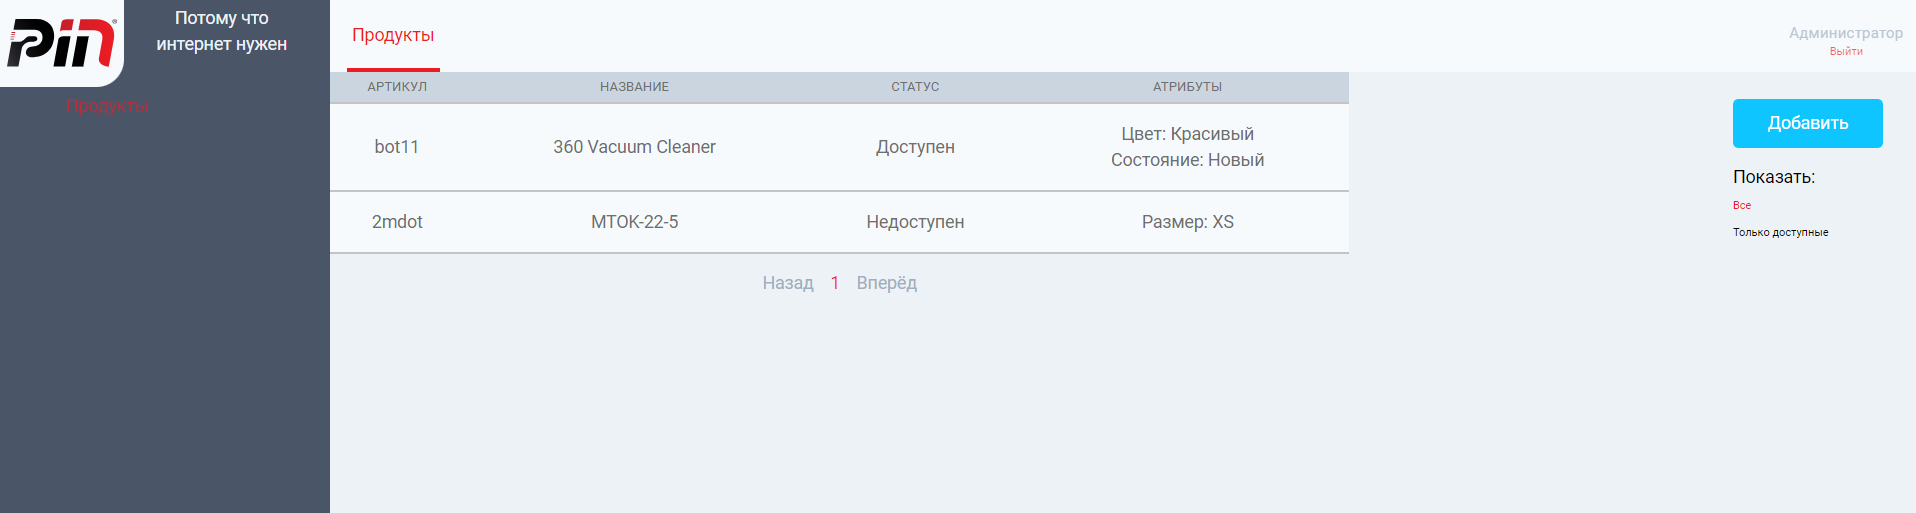 PiN®
Потому что
интернет нужен
Продукты
Продукты
Администратор
Выйти
АРТИКУЛ НАЗВАНИЕ СТАТУС АТРИБУТЫ
bot11 360 Vacuum Cleaner Доступен Цвет: Красивый
Состояние: Новый
2mdot МТОК-22-5 Недоступен Размер: XS
Назад 1 Вперёд
Добавить
Показать:
Все
Только доступные